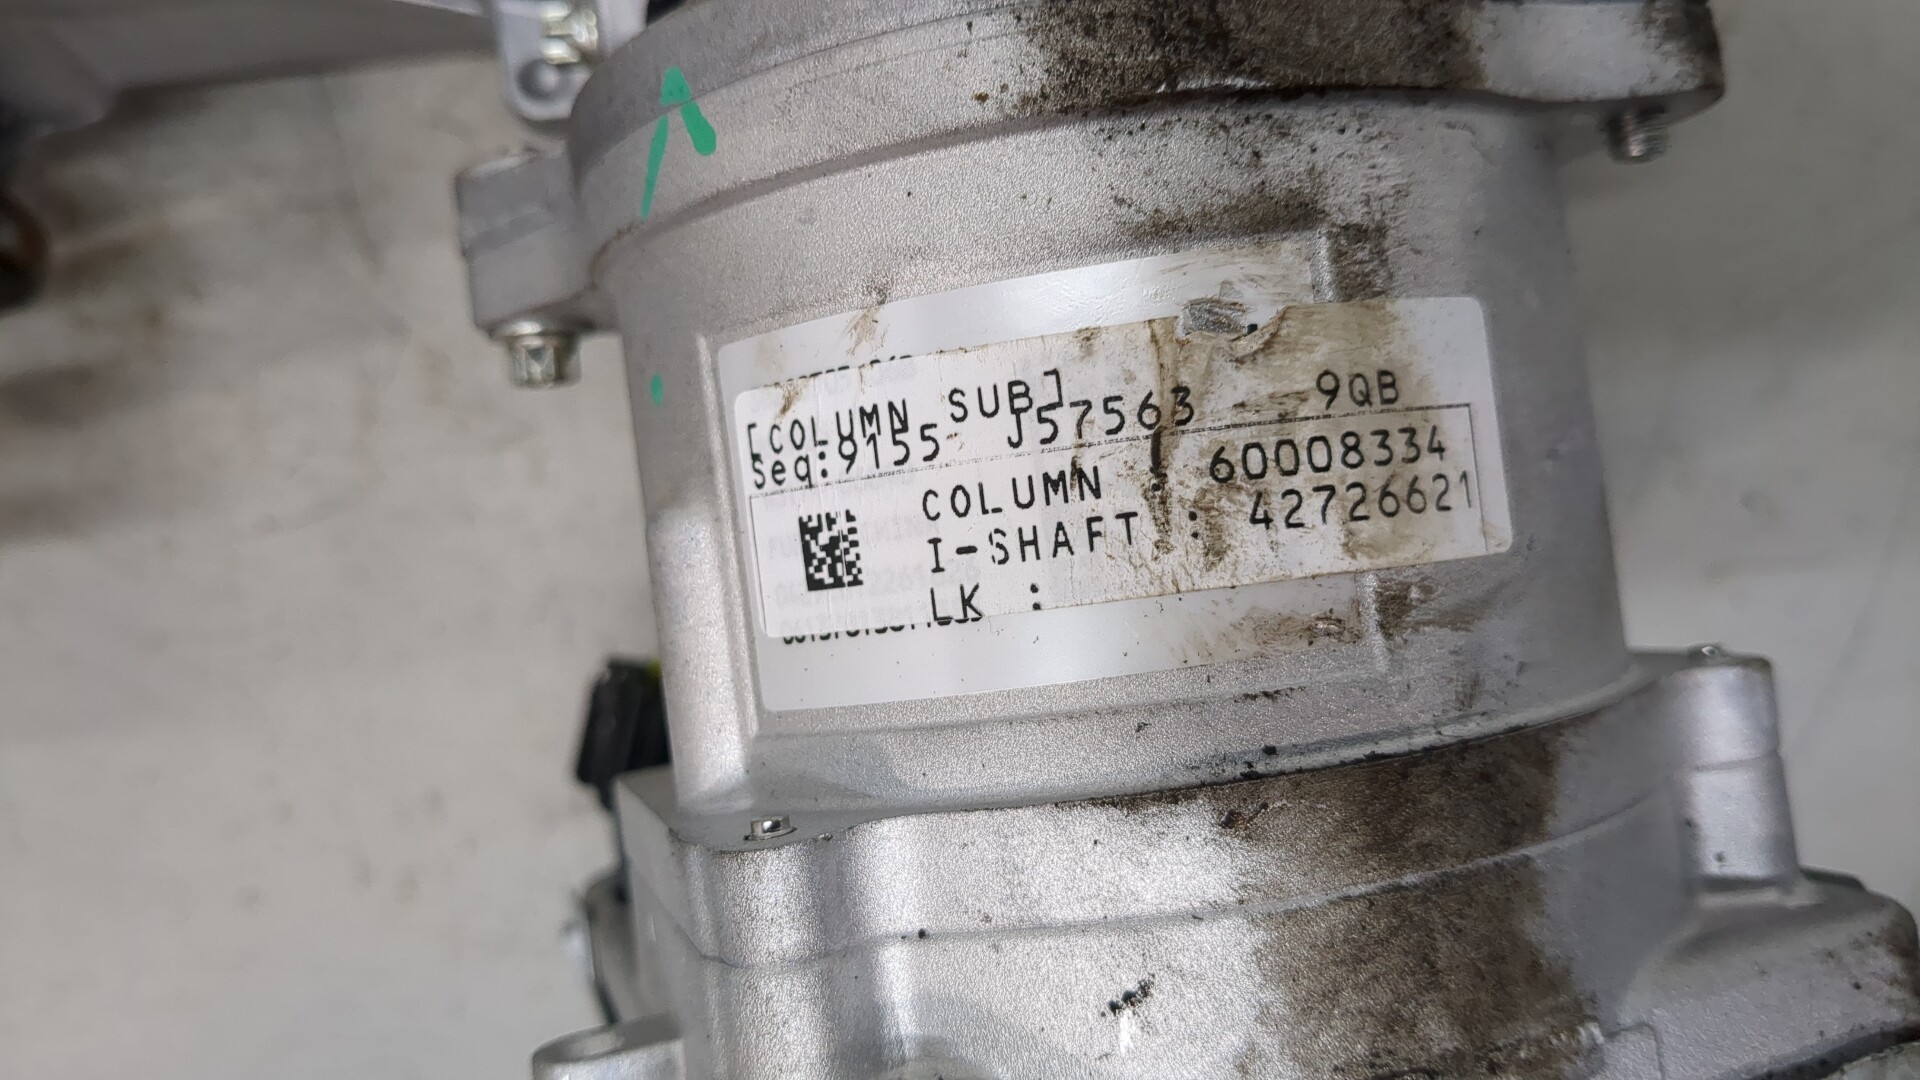 [COLUMN SUB]
Seq:9155 J57563 9QB
COLUMN : 60008334
I-SHAFT : 42726621
LK :